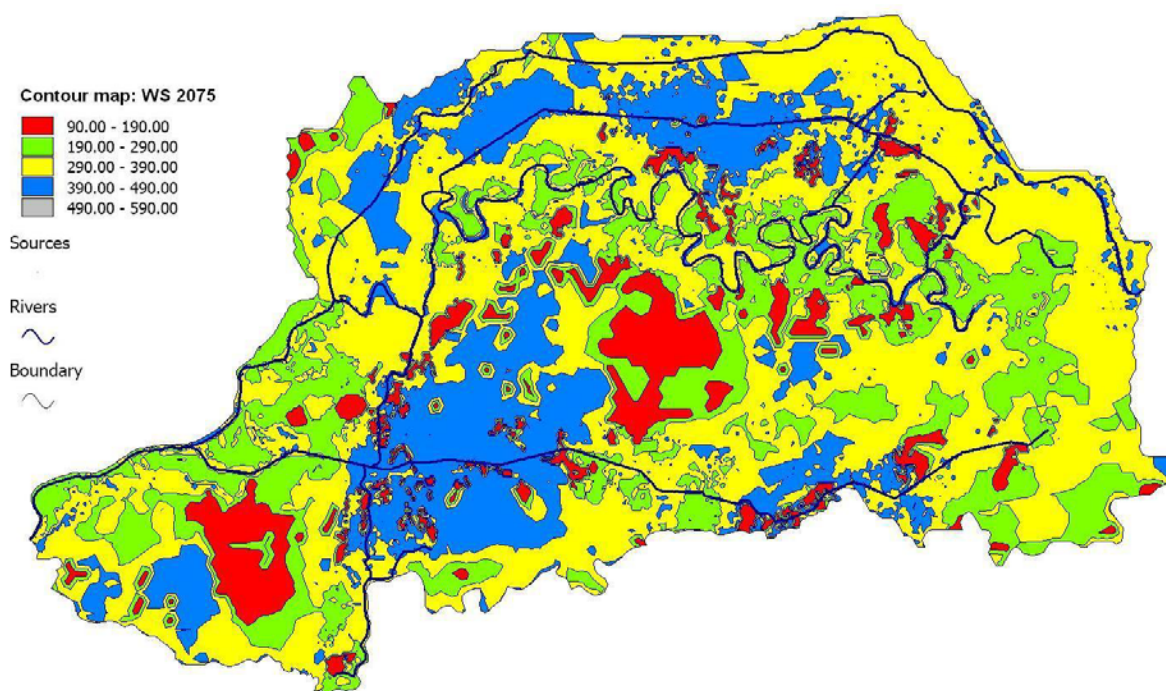 Contour map: WS 2075
90.00 - 190.00
190.00 - 290.00
290.00 - 390.00
390.00 - 490.00
490.00 - 590.00
Sources
Rivers
Boundary